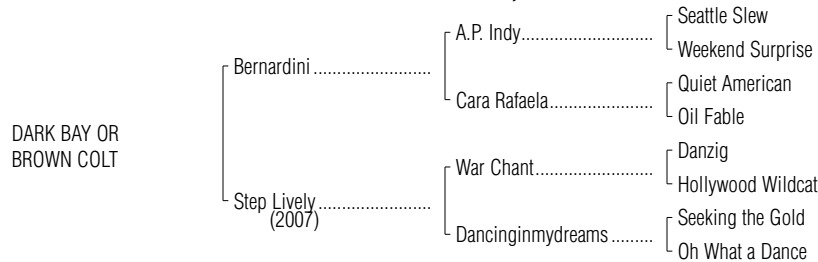 Seattle Slew
A.P. Indy...........................
Weekend Surprise
Bernardini ........................
Quiet American
Cara Rafaela.....................
Oil Fable
DARK BAY OR
BROWN COLT
Danzig
War Chant........................
Hollywood Wildcat
Step Lively.......................
(2007)
Seeking the Gold
Dancinginmydreams .........
Oh What a Dance